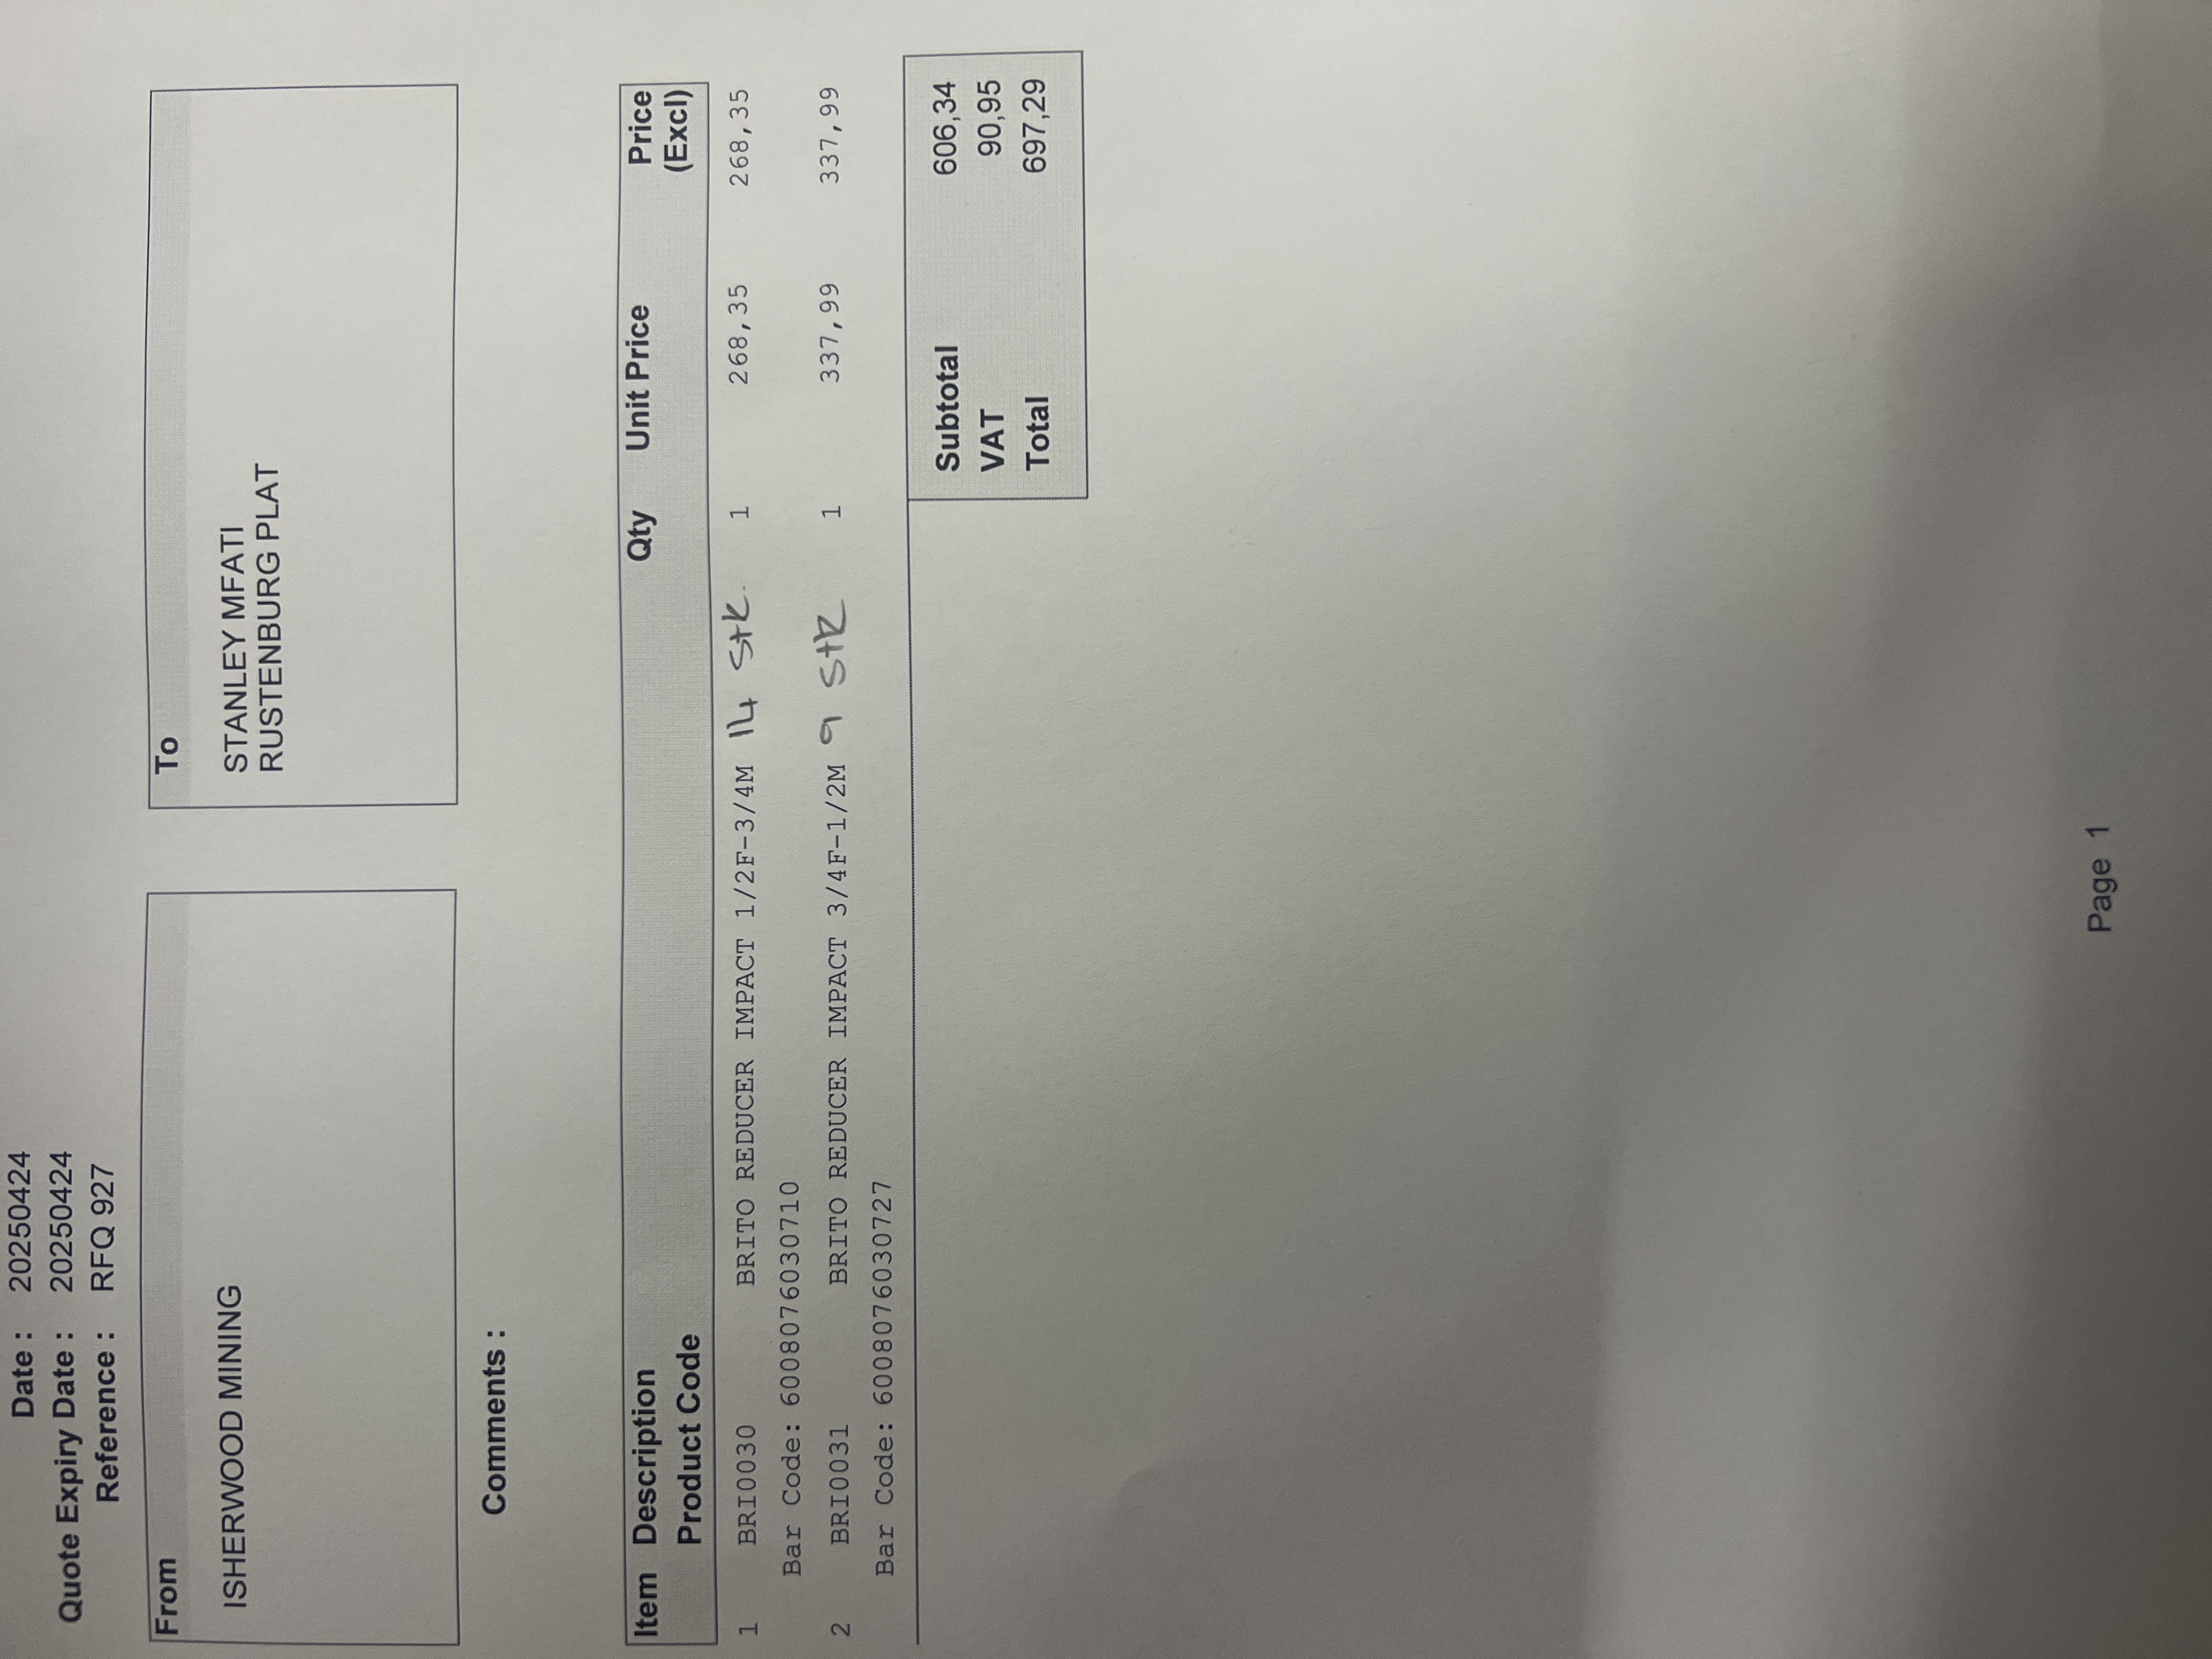 Date : 20250424
Quote Expiry Date : 20250424
Reference : RFQ 927
From
ISHERWOOD MINING
To
STANLEY MFATI
RUSTENBURG PLAT
Comments :
Item Description Qty Unit Price Price
Product Code (Excl)
1 BRI0030 BRITO REDUCER IMPACT 1/2F-3/4M 14 Stk. 1 268,35 268,35
Bar Code: 6008076030710
2 BRI0031 BRITO REDUCER IMPACT 3/4F-1/2M 9 Stk 1 337,99 337,99
Bar Code: 6008076030727
Subtotal 606,34
VAT 90,95
Total 697,29
Page 1